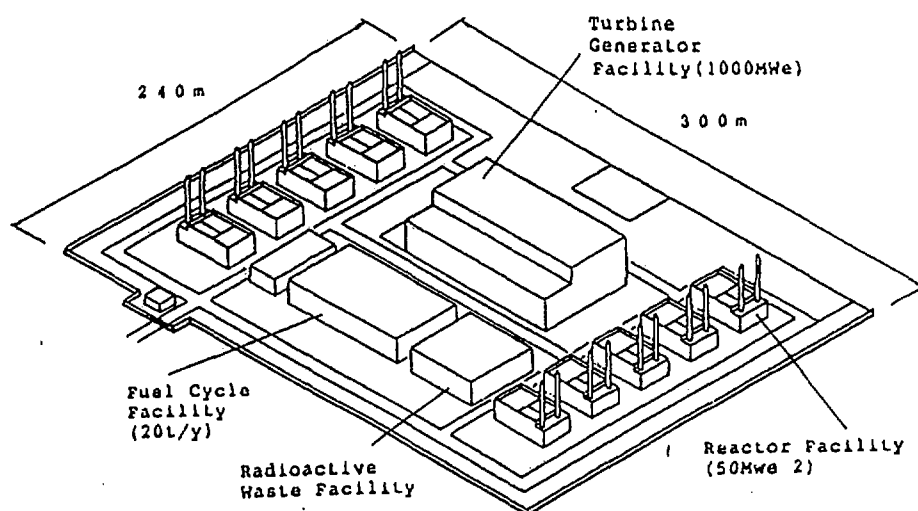 Turbine
Generator
Facility(1000MWe)
240m
300m
Fuel Cycle
Facility
(20t/y)
Radioactive
Waste Facility
Reactor Facility
(50Mwe 2)